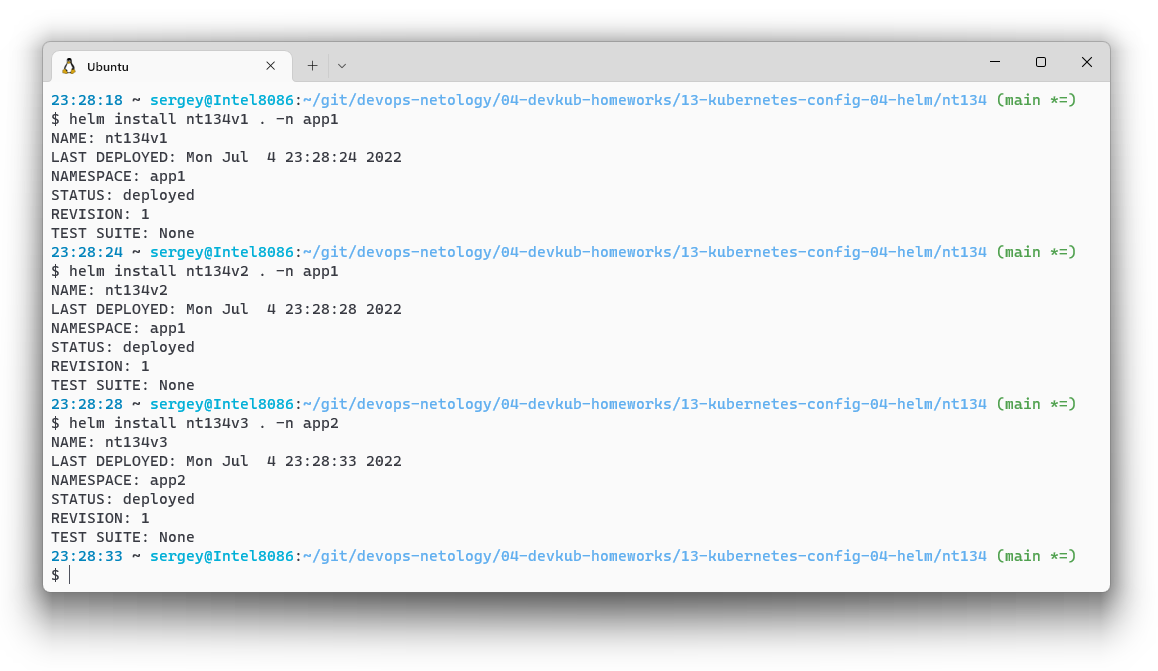 Ubuntu
23:28:18 ~ sergey@Intel8086:~/git/devops-netology/04-devkub-homeworks/13-kubernetes-config-04-helm/nt134 (main *=)
$ helm install nt134v1 . -n app1
NAME: nt134v1
LAST DEPLOYED: Mon Jul  4 23:28:24 2022
NAMESPACE: app1
STATUS: deployed
REVISION: 1
TEST SUITE: None
23:28:24 ~ sergey@Intel8086:~/git/devops-netology/04-devkub-homeworks/13-kubernetes-config-04-helm/nt134 (main *=)
$ helm install nt134v2 . -n app1
NAME: nt134v2
LAST DEPLOYED: Mon Jul  4 23:28:28 2022
NAMESPACE: app1
STATUS: deployed
REVISION: 1
TEST SUITE: None
23:28:28 ~ sergey@Intel8086:~/git/devops-netology/04-devkub-homeworks/13-kubernetes-config-04-helm/nt134 (main *=)
$ helm install nt134v3 . -n app2
NAME: nt134v3
LAST DEPLOYED: Mon Jul  4 23:28:33 2022
NAMESPACE: app2
STATUS: deployed
REVISION: 1
TEST SUITE: None
23:28:33 ~ sergey@Intel8086:~/git/devops-netology/04-devkub-homeworks/13-kubernetes-config-04-helm/nt134 (main *=)
$